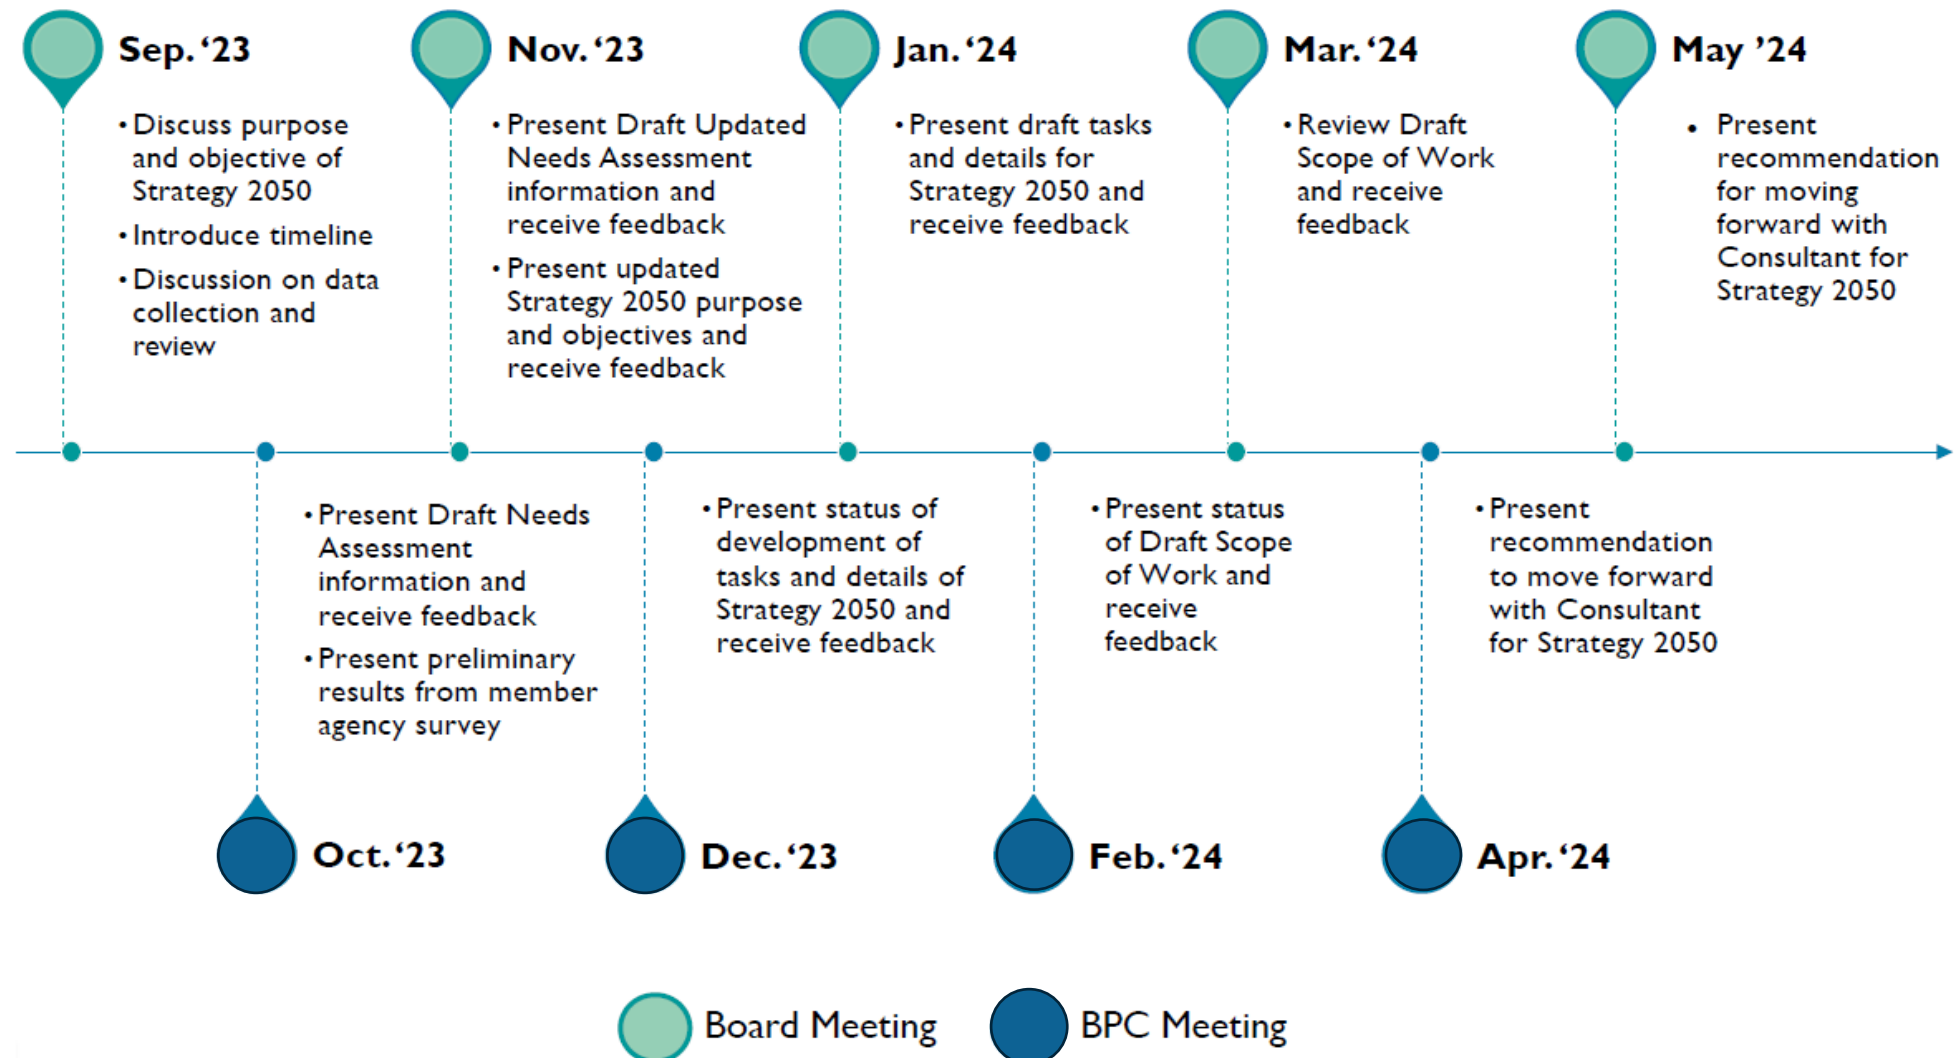 Sep. ‘23
• Discuss purpose
and objective of
Strategy 2050
• Introduce timeline
• Discussion on data
collection and
review
Nov. ‘23
• Present Draft Updated
Needs Assessment
information and
receive feedback
• Present updated
Strategy 2050 purpose
and objectives and
receive feedback
Jan. ‘24
• Present draft tasks
and details for
Strategy 2050 and
receive feedback
Mar. ‘24
• Review Draft
Scope of Work
and receive
feedback
May ’24
• Present
recommendation
for moving
forward with
Consultant for
Strategy 2050
• Present Draft Needs
Assessment
information and
receive feedback
• Present preliminary
results from member
agency survey
Oct. ‘23
• Present status of
development of
tasks and details of
Strategy 2050 and
receive feedback
Dec. ‘23
• Present status
of Draft Scope
of Work and
receive
feedback
Feb. ‘24
• Present
recommendation
to move forward
with Consultant
for Strategy 2050
Apr. ‘24
Board Meeting
BPC Meeting